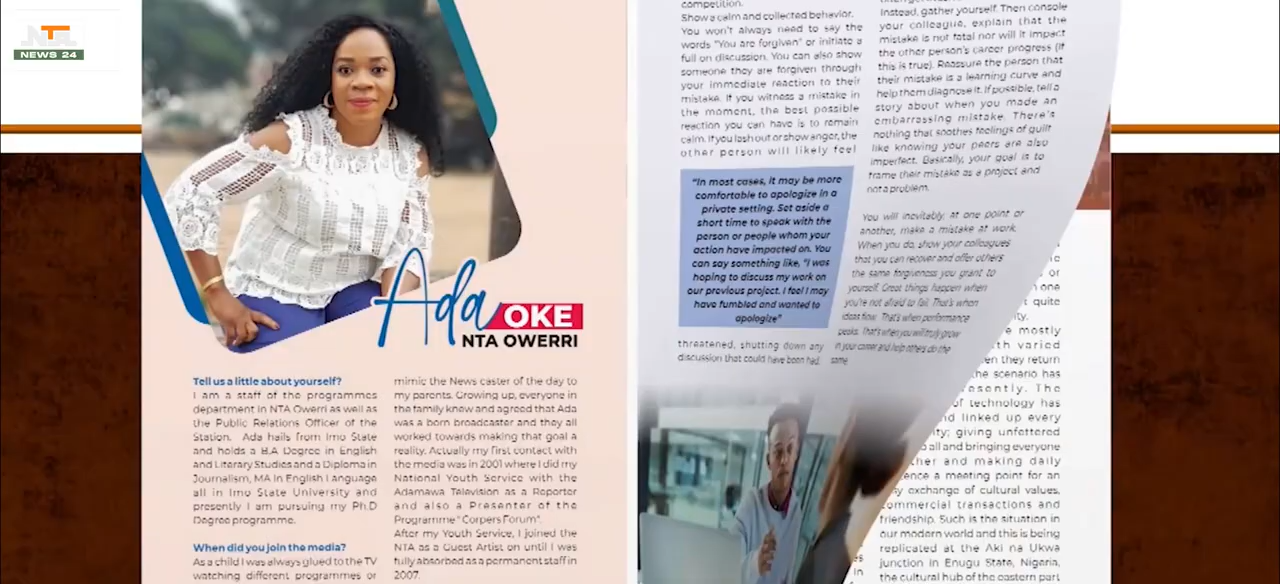 NTA
NEWS 24
Ada OKE
NTA OWERRI
Tell us a little about yourself?
I am a staff of the programmes
department in NTA Owerri as well as
the Public Relations Officer of the
Station. Ada hails from Imo State
and holds a B.A Degree in English
and Literary Studies and a Diploma in
Journalism, MA in English Language
all in Imo State University and
presently I am pursuing my Ph.D
Degree programme.
When did you join the media?
As a child I was always glued to the TV
watching different programmes or
mimic the News caster of the day to
my parents. Growing up, everyone in
the family knew and agreed that Ada
was a born broadcaster and they all
worked towards making that goal a
reality. Actually my first contact with
the media was in 2001 where I did my
National Youth Service with the
Adamawa Television as a Reporter
and also a Presenter of the
Programme "Corpers Forum".
After my Youth Service, I joined the
NTA as a Guest Artist on until I was
fully absorbed as a permanent staff in
2007.
competition.
Show a calm and collected behavior.
You won't always need to say the
words "You are forgiven" or initiate a
full on discussion. You can also show
someone they are forgiven through
your immediate reaction to their
mistake. If you witness a mistake in
the moment, the best possible
reaction you can have is to remain
calm. If you lash out or show anger, the
other person will likely feel
"In most cases, it may be more
comfortable to apologize in a
private setting. Set aside a
short time to speak with the
person or people whom your
action have impacted on. You
can say something like, "I was
hoping to discuss my work on
our previous project. I feel I may
have fumbled and wanted to
apologize"
threatened, shutting down any
discussion that could have been had.
Instead, gather yourself. Then console
your colleague, explain that the
mistake is not fatal nor will it impact
the other person's career progress (if
this is true). Reassure the person that
their mistake is a learning curve and
help them diagnose it. If possible, tell a
story about when you made an
embarrassing mistake. There's
nothing that soothes feelings of guilt
like knowing your peers are also
imperfect. Basically, your goal is to
frame their mistake as a project and
not a problem.
You will inevitably, at one point or
another, make a mistake at work.
When you do, show your colleagues
that you can recover and offer others
the same forgiveness you grant to
yourself. Great things happen when
you're not afraid to fail. That's when
ideas flow. That's when performance
peaks. That's when you will truly grow
in your career and help others do the
same.
or
one
quite
mostly
varied
en they return
the scenario has
The
of technology has
linked up every
giving unfettered
all and bringing everyone
and making daily
a meeting point for an
exchange of cultural values,
commercial transactions and
friendship. Such is the situation in
our modern world and this is being
replicated at the Aki na Ukwa
junction in Enugu State, Nigeria,
the cultural hub of the eastern part